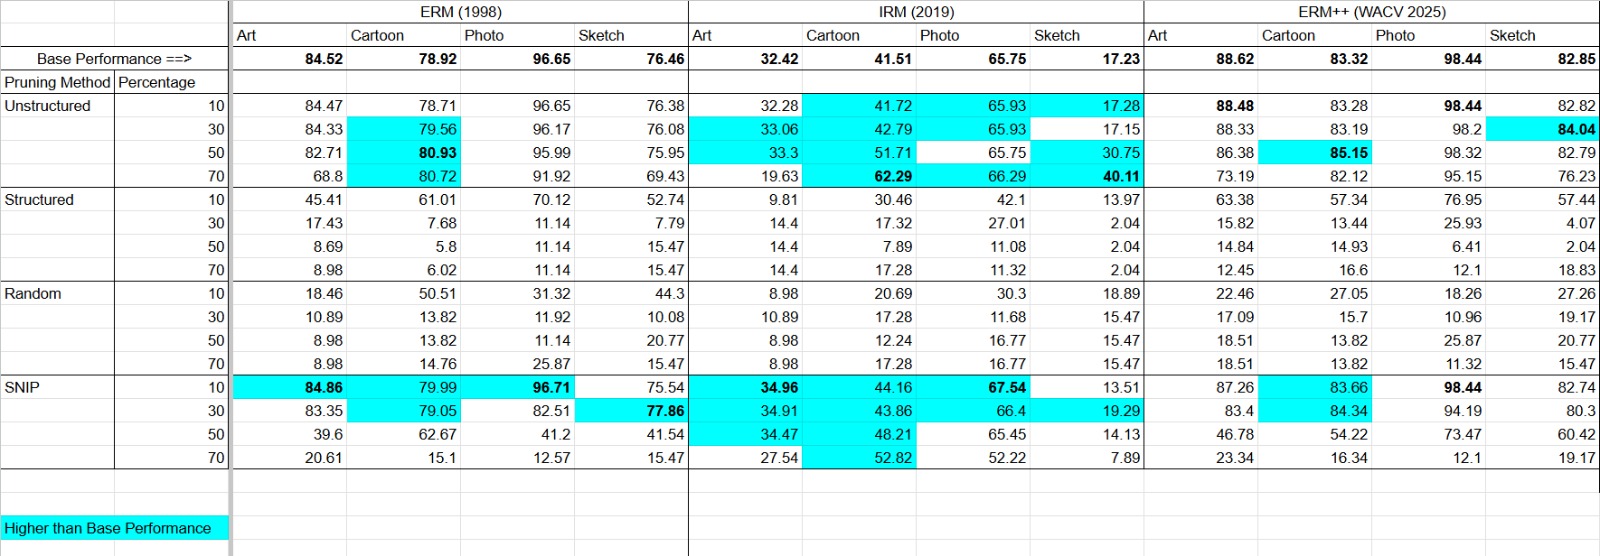 ERM (1998) IRM (2019) ERM++ (WACV 2025)
Art Cartoon Photo Sketch Art Cartoon Photo Sketch Art Cartoon Photo Sketch
Base Performance ==> 84.52 78.92 96.65 76.46 32.42 41.51 65.75 17.23 88.62 83.32 98.44 82.85
Pruning Method Percentage
Unstructured 10 84.47 78.71 96.65 76.38 32.28 41.72 65.93 17.28 88.48 83.28 98.44 82.82
30 84.33 79.56 96.17 76.08 33.06 42.79 65.93 17.15 88.33 83.19 98.2 84.04
50 82.71 80.93 95.99 75.95 33.3 51.71 65.75 30.75 86.38 85.15 98.32 82.79
70 68.8 80.72 91.92 69.43 19.63 62.29 66.29 40.11 73.19 82.12 95.15 76.23
Structured 10 45.41 61.01 70.12 52.74 9.81 30.46 42.1 13.97 63.38 57.34 76.95 57.44
30 17.43 7.68 11.14 7.79 14.4 17.32 27.01 2.04 15.82 13.44 25.93 4.07
50 8.69 5.8 11.14 15.47 14.4 7.89 11.08 2.04 14.84 14.93 6.41 2.04
70 8.98 6.02 11.14 15.47 14.4 17.28 11.32 2.04 12.45 16.6 12.1 18.83
Random 10 18.46 50.51 31.32 44.3 8.98 20.69 30.3 18.89 22.46 27.05 18.26 27.26
30 10.89 13.82 11.92 10.08 10.89 17.28 11.68 15.47 17.09 15.7 10.96 19.17
50 8.98 13.82 11.14 20.77 8.98 12.24 16.77 15.47 18.51 13.82 25.87 20.77
70 8.98 14.76 25.87 15.47 8.98 17.28 16.77 15.47 18.51 13.82 11.32 15.47
SNIP 10 84.86 79.99 96.71 75.54 34.96 44.16 67.54 13.51 87.26 83.66 98.44 82.74
30 83.35 79.05 82.51 77.86 34.91 43.86 66.4 19.29 83.4 84.34 94.19 80.3
50 39.6 62.67 41.2 41.54 34.47 48.21 65.45 14.13 46.78 54.22 73.47 60.42
70 20.61 15.1 12.57 15.47 27.54 52.82 52.22 7.89 23.34 16.34 12.1 19.17
Higher than Base Performance